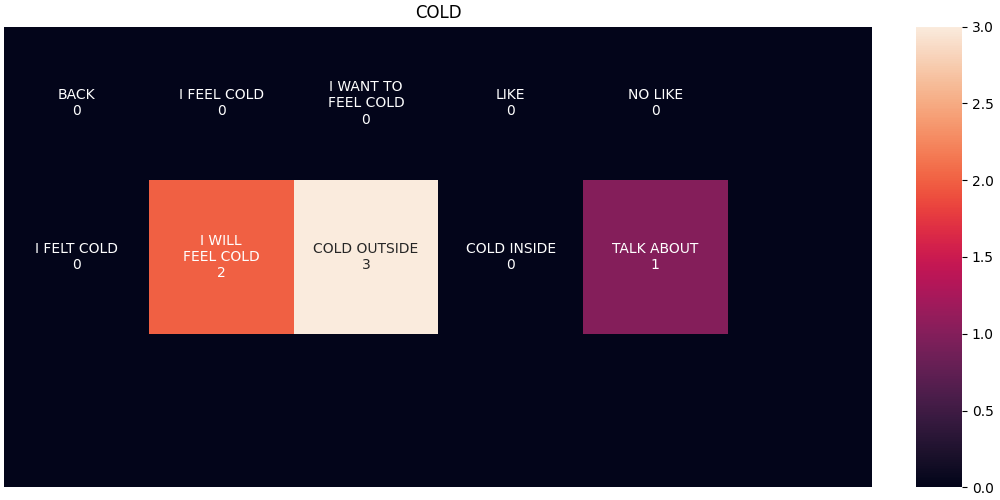 COLD
BACK
0
I FEEL COLD
0
I WANT TO
FEEL COLD
0
LIKE
0
NO LIKE
0
I FELT COLD
0
I WILL
FEEL COLD
2
COLD OUTSIDE
3
COLD INSIDE
0
TALK ABOUT
1
3.0
2.5
2.0
1.5
1.0
0.5
0.0